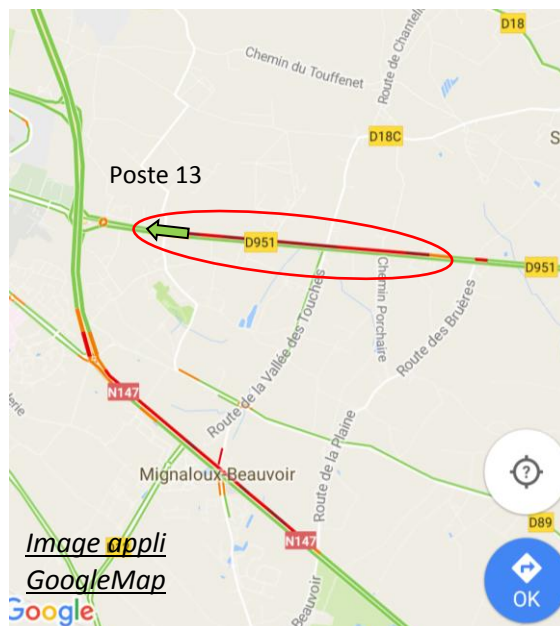 D18
Route de Chantell
Chemin du Touffenet
D18C
S
Poste 13
D951
D951
Chemin Porchaire
Route des Bruères
Route de la Vallée des Touches
N147
erie
Route de la Plaine
Mignaloux-Beauvoir
?
D89
N147
Image appli
GoogleMap
Beauvoir
OK
Google